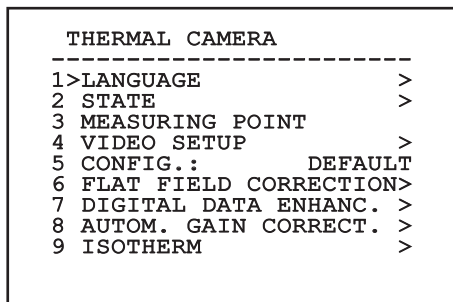 THERMAL CAMERA
------------------------
1>LANGUAGE >
2 STATE >
3 MEASURING POINT
4 VIDEO SETUP >
5 CONFIG.: DEFAULT
6 FLAT FIELD CORRECTION>
7 DIGITAL DATA ENHANC. >
8 AUTOM. GAIN CORRECT. >
9 ISOTHERM >